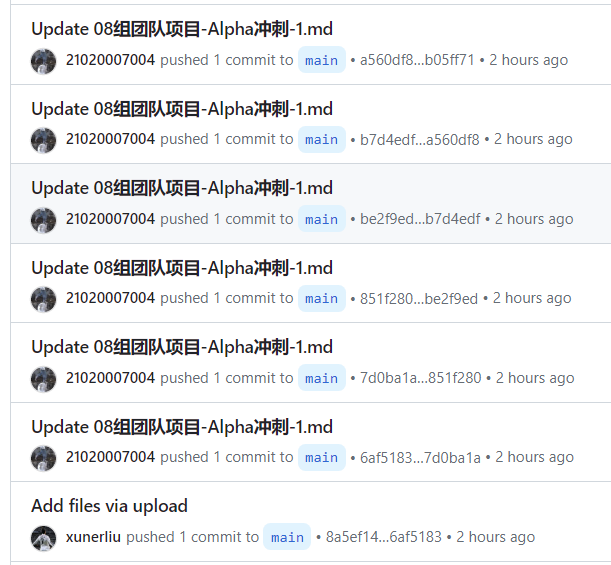 Update 08组团队项目-Alpha冲刺-1.md
21020007004 pushed 1 commit to main • a560df8...b05ff71 • 2 hours ago
Update 08组团队项目-Alpha冲刺-1.md
21020007004 pushed 1 commit to main • b7d4edf...a560df8 • 2 hours ago
Update 08组团队项目-Alpha冲刺-1.md
21020007004 pushed 1 commit to main • be2f9ed...b7d4edf • 2 hours ago
Update 08组团队项目-Alpha冲刺-1.md
21020007004 pushed 1 commit to main • 851f280...be2f9ed • 2 hours ago
Update 08组团队项目-Alpha冲刺-1.md
21020007004 pushed 1 commit to main • 7d0ba1a...851f280 • 2 hours ago
Update 08组团队项目-Alpha冲刺-1.md
21020007004 pushed 1 commit to main • 6af5183...7d0ba1a • 2 hours ago
Add files via upload
xunerliu pushed 1 commit to main • 8a5ef14...6af5183 • 2 hours ago